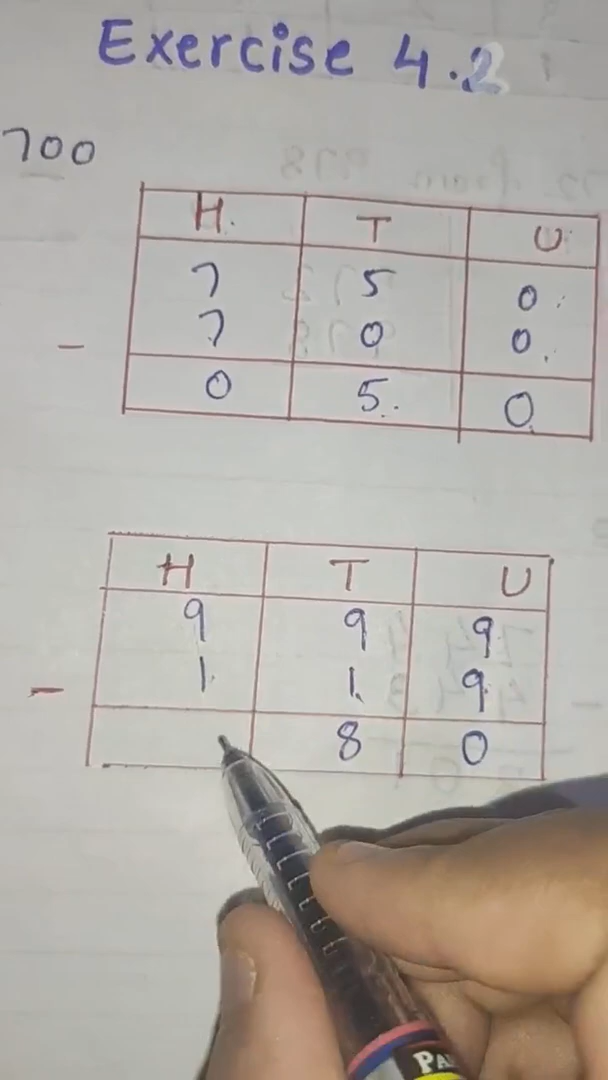 Exercise 4.2
700
H. T U
7 5 0
- 7 0 0
0 5 0
H T U
9 9 9
- 1 1 9
8 0